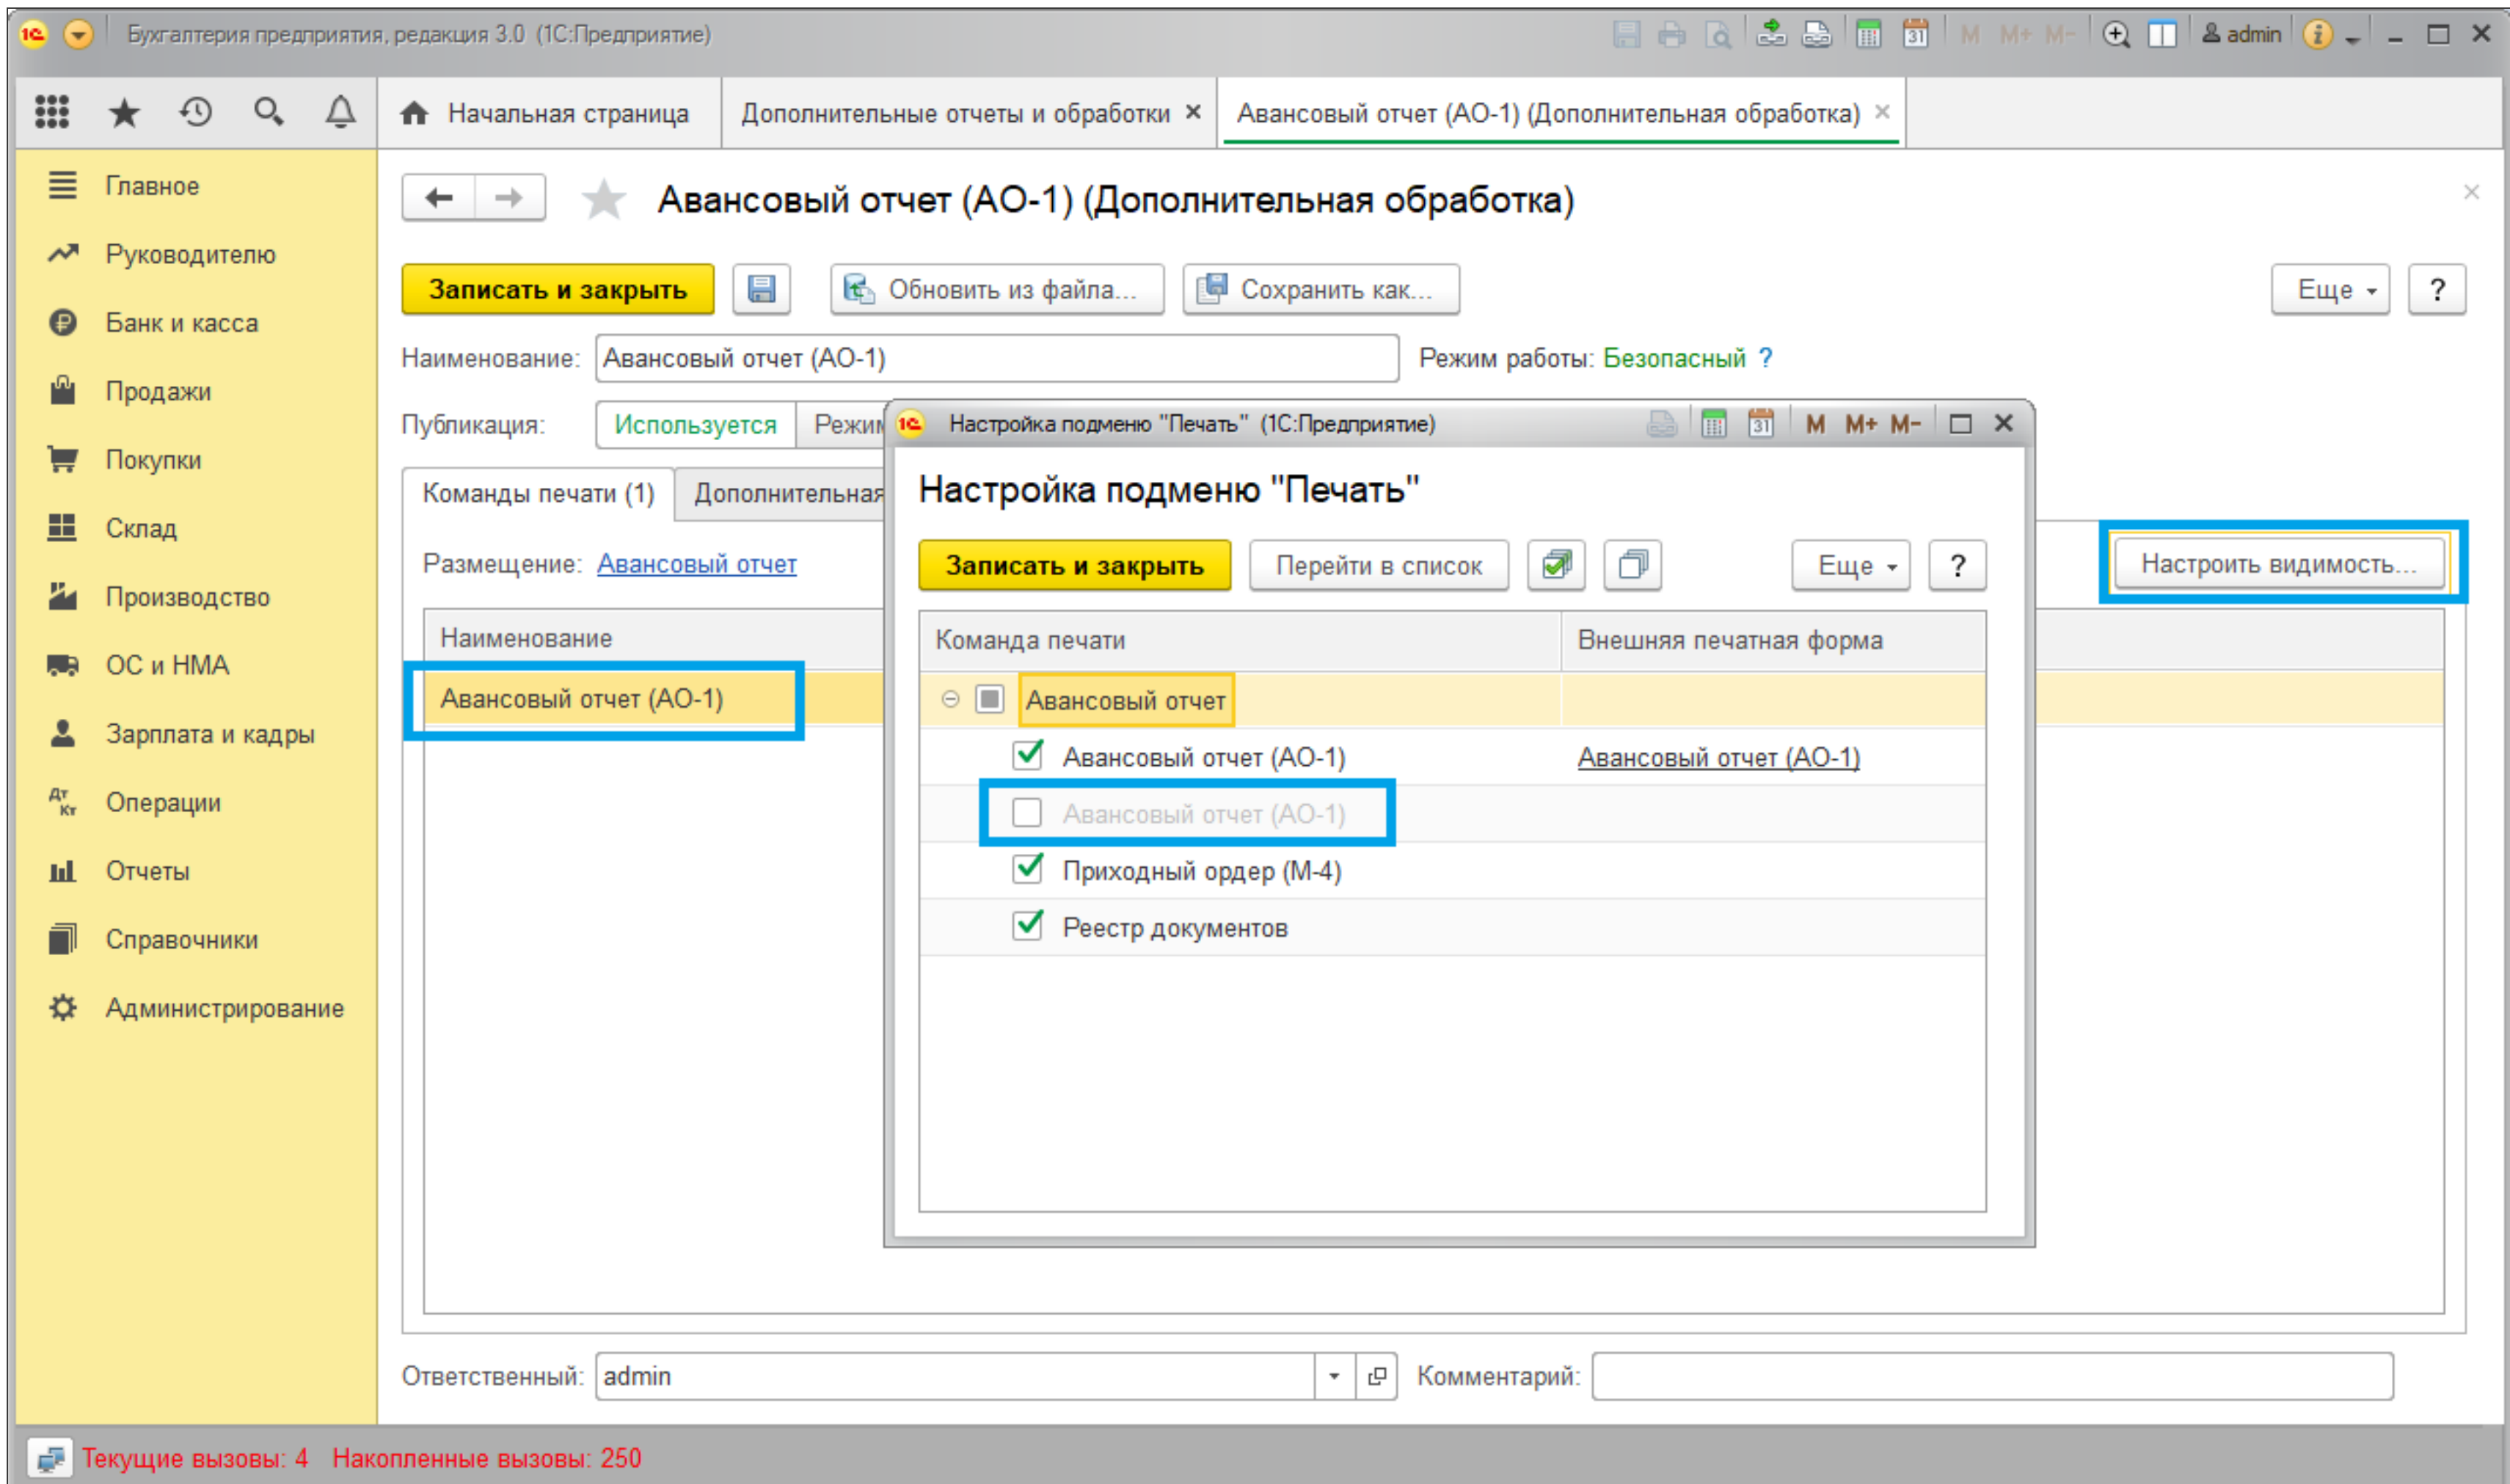 Бухгалтерия предприятия, редакция 3.0 (1С:Предприятие) M M+ M- admin
Начальная страница Дополнительные отчеты и обработки Авансовый отчет (АО-1) (Дополнительная обработка)
Главное
Руководителю
Банк и касса
Продажи
Покупки
Склад
Производство
ОС и НМА
Зарплата и кадры
Операции
Отчеты
Справочники
Администрирование
Авансовый отчет (АО-1) (Дополнительная обработка)
Записать и закрыть Обновить из файла... Сохранить как... Еще ?
Наименование: Авансовый отчет (АО-1) Режим работы: Безопасный ?
Публикация: Используется
Команды печати (1) Дополнительная
Размещение: Авансовый отчет Настроить видимость...
Наименование
Авансовый отчет (АО-1)
Настройка подменю "Печать" (1С:Предприятие) M M+ M-
Настройка подменю "Печать"
Записать и закрыть Перейти в список Еще ?
Команда печати Внешняя печатная форма
Авансовый отчет
Авансовый отчет (АО-1) Авансовый отчет (АО-1)
Авансовый отчет (АО-1)
Приходный ордер (М-4)
Реестр документов
Ответственный: admin Комментарий:
Текущие вызовы: 4 Накопленные вызовы: 250